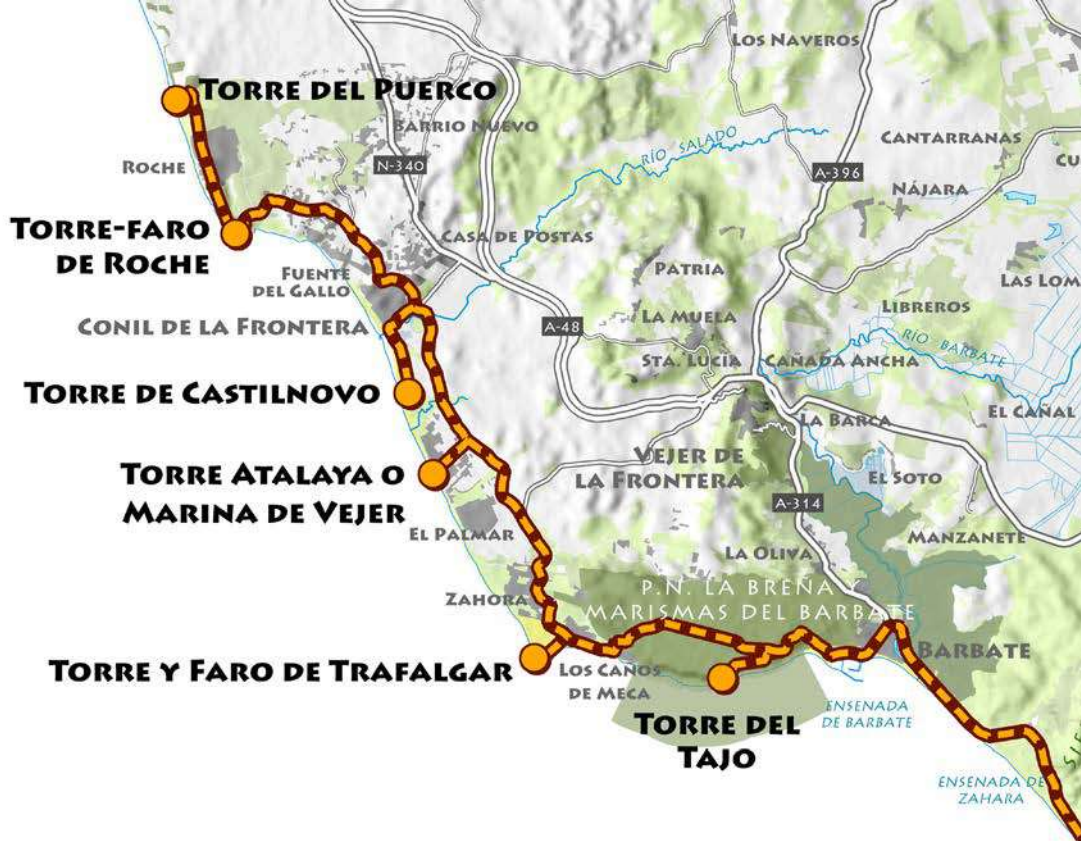 LOS NAVEROS
TORRE DEL PUERCO
BARRIO NUEVO
RÍO SALADO
CANTARRANAS
ROCHE
N-340
A-396
CU
NÁJARA
TORRE-FARO
DE ROCHE
CASA DE POSTAS
FUENTE
DEL GALLO
PATRIA
LAS LOM
LIBREROS
CONIL DE LA FRONTERA
A-48
LA MUELA
RÍO BARBATE
STA. LUCÍA
CAÑADA ANCHA
TORRE DE CASTILNOVO
LA BARCA
EL CAÑAL
TORRE ATALAYA O
MARINA DE VEJER
VEJER DE
LA FRONTERA
EL SOTO
A-314
EL PALMAR
MANZANETE
LA OLIVA
ZAHORA
P.N. LA BREÑA Y
MARISMAS DEL BARBATE
TORRE Y FARO DE TRAFALGAR
LOS CAÑOS
DE MECA
BARBATE
TORRE DEL
TAJO
ENSENADA
DE BARBATE
SIE
ENSENADA DE
ZAHARA